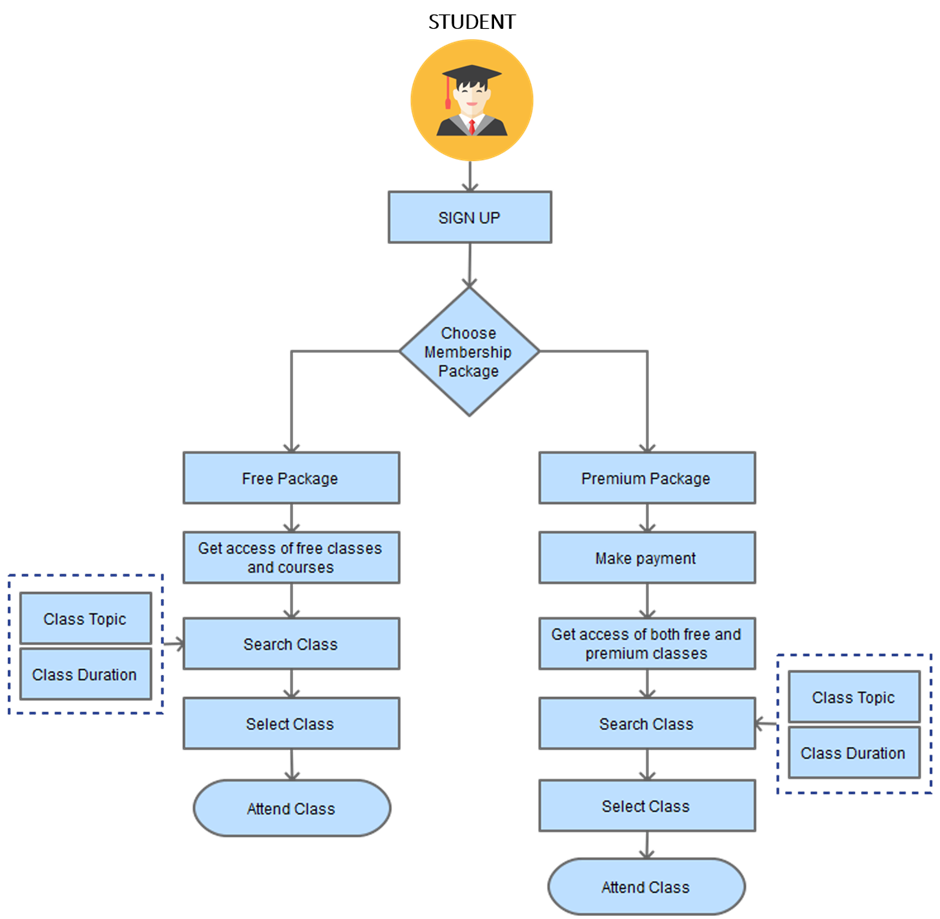 STUDENT
SIGN UP
Choose
Membership
Package
Free Package
Get access of free classes
and courses
Class Topic
Class Duration
Search Class
Select Class
Attend Class
Premium Package
Make payment
Get access of both free and
premium classes
Search Class
Class Topic
Class Duration
Select Class
Attend Class